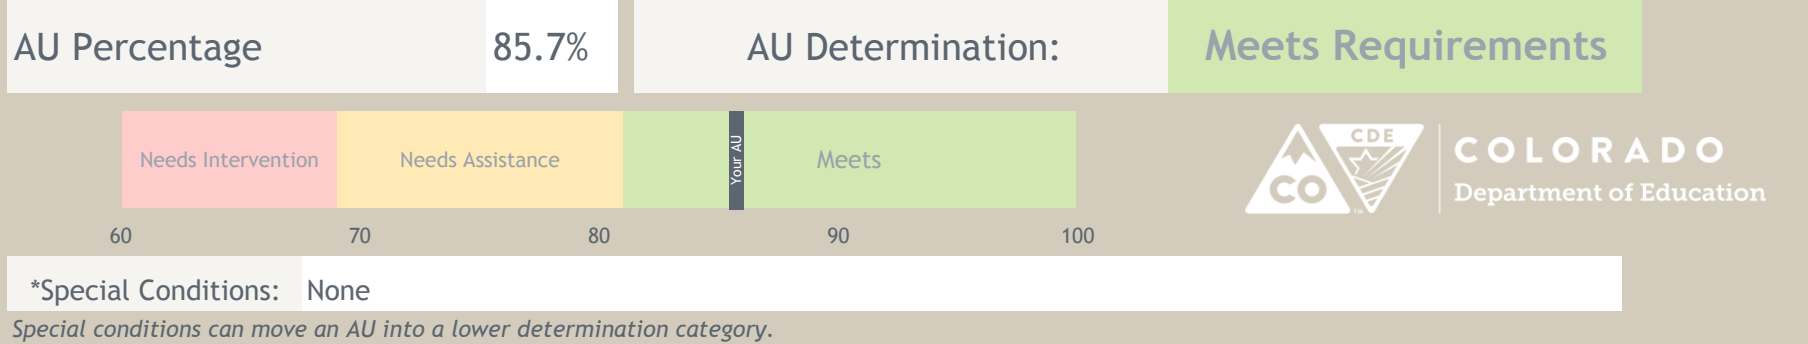 AU Percentage 85.7% AU Determination: Meets Requirements
Needs Intervention Needs Assistance Your AU Meets
CDE
CO
TM
COLORADO
Department of Education
60 70 80 90 100
*Special Conditions: None
Special conditions can move an AU into a lower determination category.